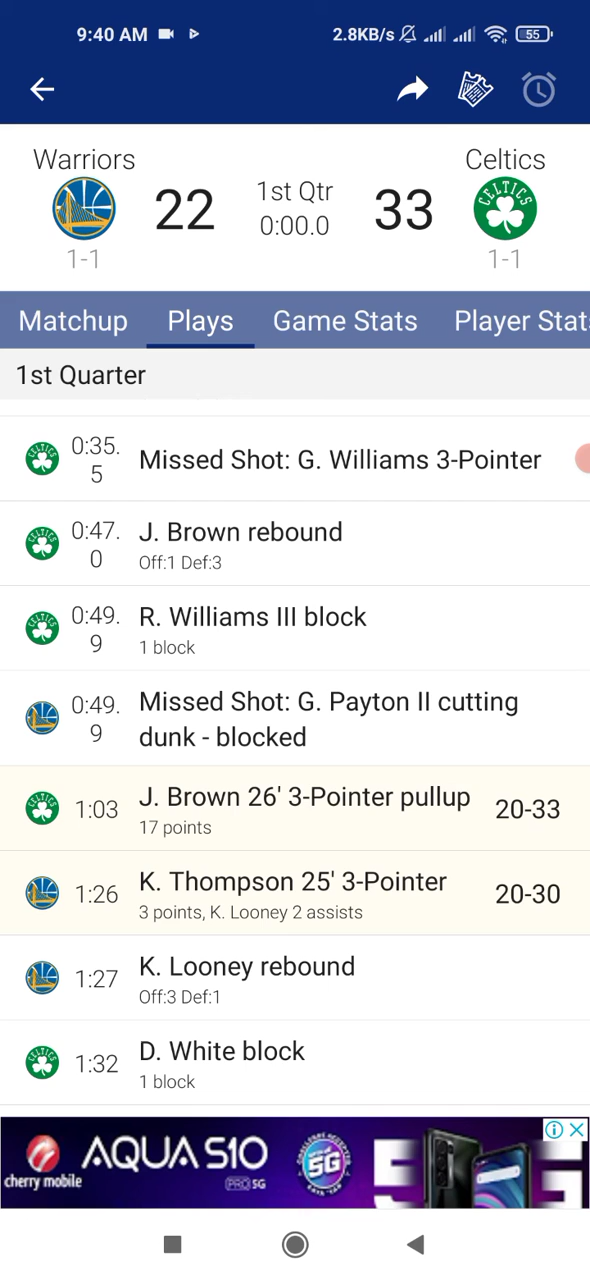 9:40 AM 2.8KB/s 55
Warriors Celtics
22 1st Qtr 33
0:00.0
1-1 1-1
Matchup Plays Game Stats Player Stat
1st Quarter
0:35.
5
Missed Shot: G. Williams 3-Pointer
0:47.
0
J. Brown rebound
Off:1 Def:3
0:49.
9
R. Williams III block
1 block
0:49.
9
Missed Shot: G. Payton II cutting
dunk - blocked
1:03 J. Brown 26' 3-Pointer pullup 20-33
17 points
1:26 K. Thompson 25' 3-Pointer 20-30
3 points, K. Looney 2 assists
1:27 K. Looney rebound
Off:3 Def:1
1:32 D. White block
1 block
cherry mobile AQUA S10 PRO 5G
5G
5G